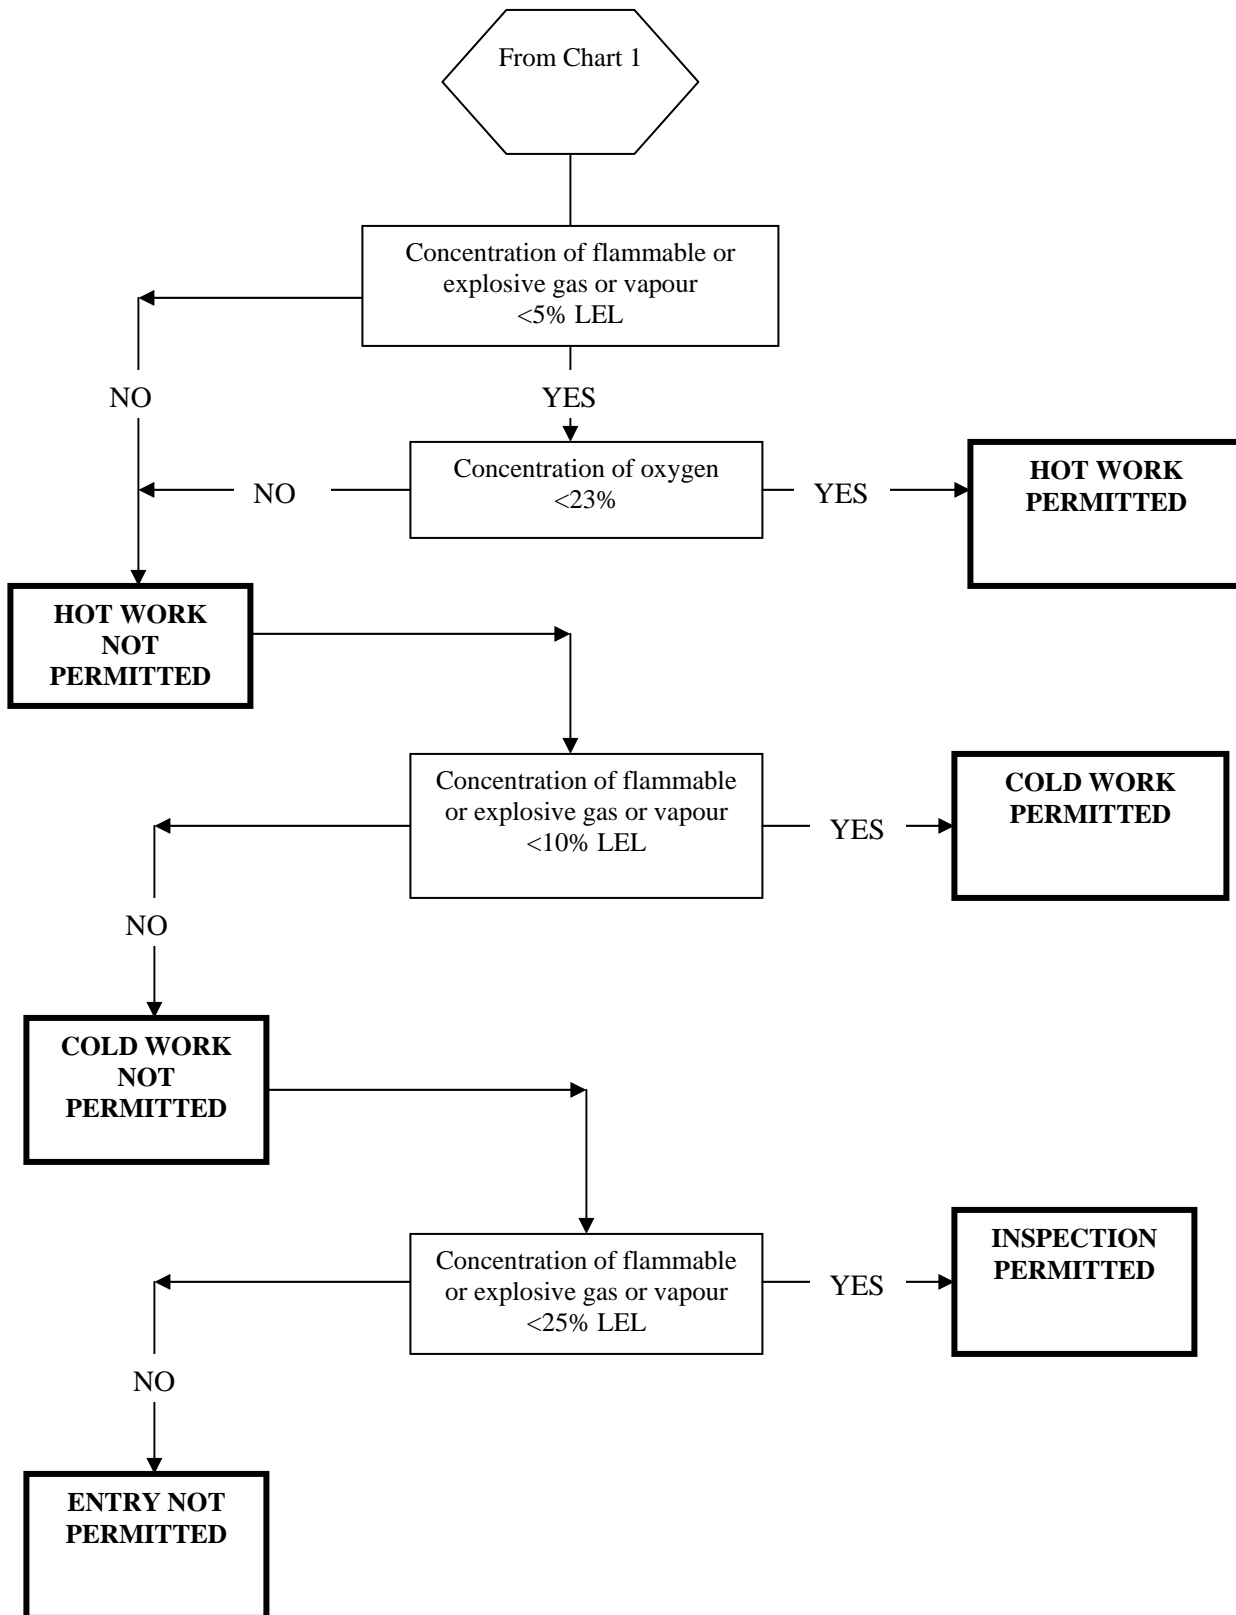 From Chart 1
Concentration of flammable or
explosive gas or vapour
<5% LEL
NO
YES
Concentration of oxygen
<23%
NO
YES
HOT WORK
PERMITTED
HOT WORK
NOT
PERMITTED
Concentration of flammable
or explosive gas or vapour
<10% LEL
YES
COLD WORK
PERMITTED
NO
COLD WORK
NOT
PERMITTED
Concentration of flammable
or explosive gas or vapour
<25% LEL
YES
INSPECTION
PERMITTED
NO
ENTRY NOT
PERMITTED